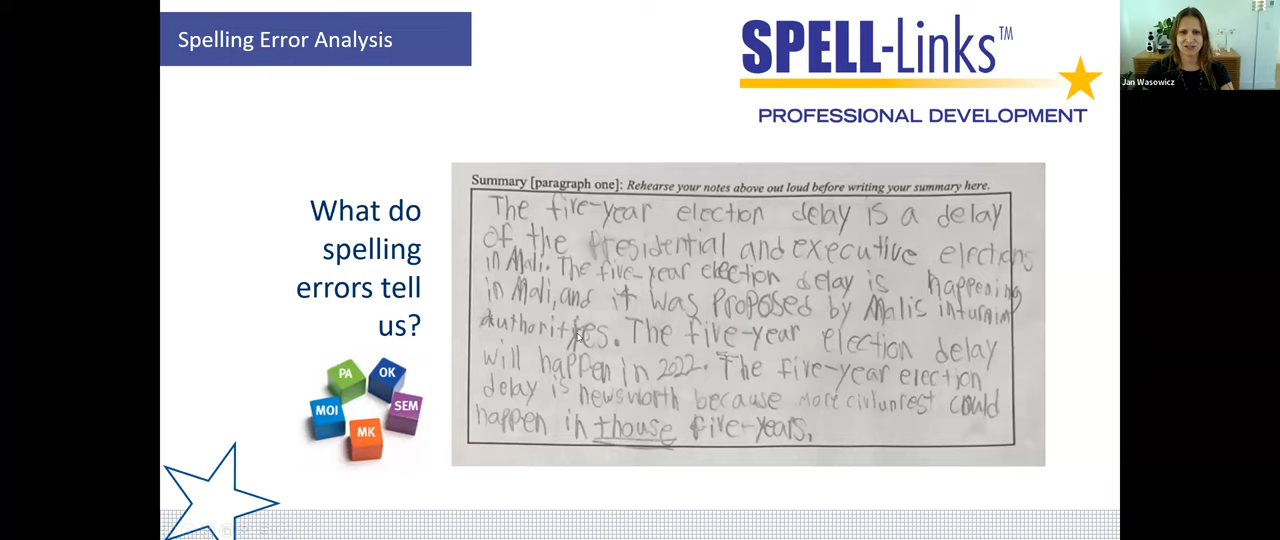 Spelling Error Analysis
SPELL-Links™
PROFESSIONAL DEVELOPMENT
Jan Wasowicz
What do
spelling
errors tell
us?
PA
OK
MOI
SEM
MK
Summary [paragraph one]: Rehearse your notes above out loud before writing your summary here.
The five-year election delay is a delay
of the Presidential and executive elections
in Mali. The five-year election delay is happening
in Mali, and it was proposed by Malis inturnim
authorities. The five-year election delay
will happen in 2022. The five-year election
delay is newsworth because more civlunrest could
happen in thouse five-years.